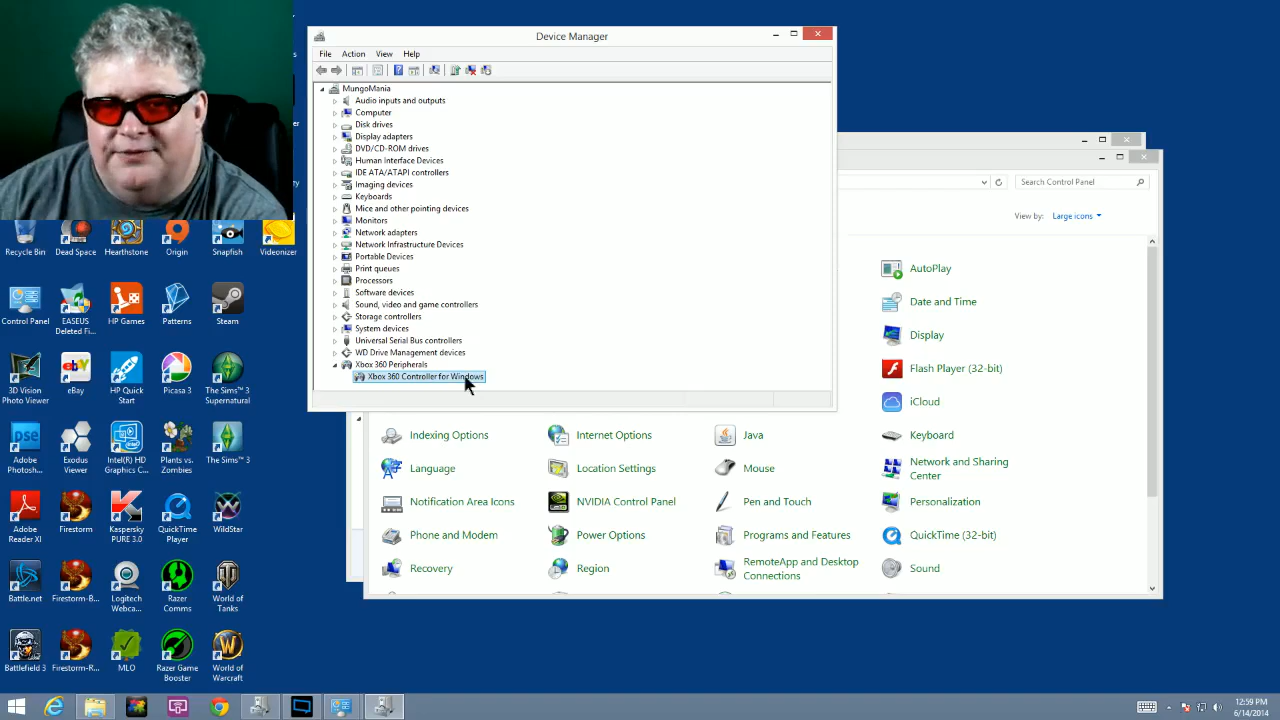 Device Manager
File Action View Help
MungoMania
Audio inputs and outputs
Computer
Disk drives
Display adapters
DVD/CD-ROM drives
Human Interface Devices
IDE ATA/ATAPI controllers
Imaging devices
Keyboards
Mice and other pointing devices
Monitors
Network adapters
Network Infrastructure Devices
Portable Devices
Print queues
Processors
Software devices
Sound, video and game controllers
Storage controllers
System devices
Universal Serial Bus controllers
WD Drive Management devices
Xbox 360 Peripherals
Xbox 360 Controller for Windows
Search Control Panel
View by: Large icons
AutoPlay
Date and Time
Display
Flash Player (32-bit)
iCloud
Indexing Options Internet Options Java Keyboard
Language Location Settings Mouse Network and Sharing
Center
Notification Area Icons NVIDIA Control Panel Pen and Touch Personalization
Phone and Modem Power Options Programs and Features QuickTime (32-bit)
Recovery Region RemoteApp and Desktop
Connections Sound
Recycle Bin Dead Space Hearthstone Origin Snapfish Videonizer
Control Panel EASEUS
Deleted Fi... HP Games Patterns Steam
3D Vision
Photo Viewer eBay HP Quick
Start Picasa 3 The Sims™ 3
Supernatural
Adobe
Photosh... Exodus
Viewer Intel(R) HD
Graphics C... Plants vs.
Zombies The Sims™ 3
Adobe
Reader XI Firestorm Kaspersky
PURE 3.0 QuickTime
Player WildStar
Battle.net Firestorm-B... Logitech
Webca... Razer
Comms World of
Tanks
Battlefield 3 Firestorm-R... MLO Razer Game
Booster World of
Warcraft
12:59 PM
6/14/2014